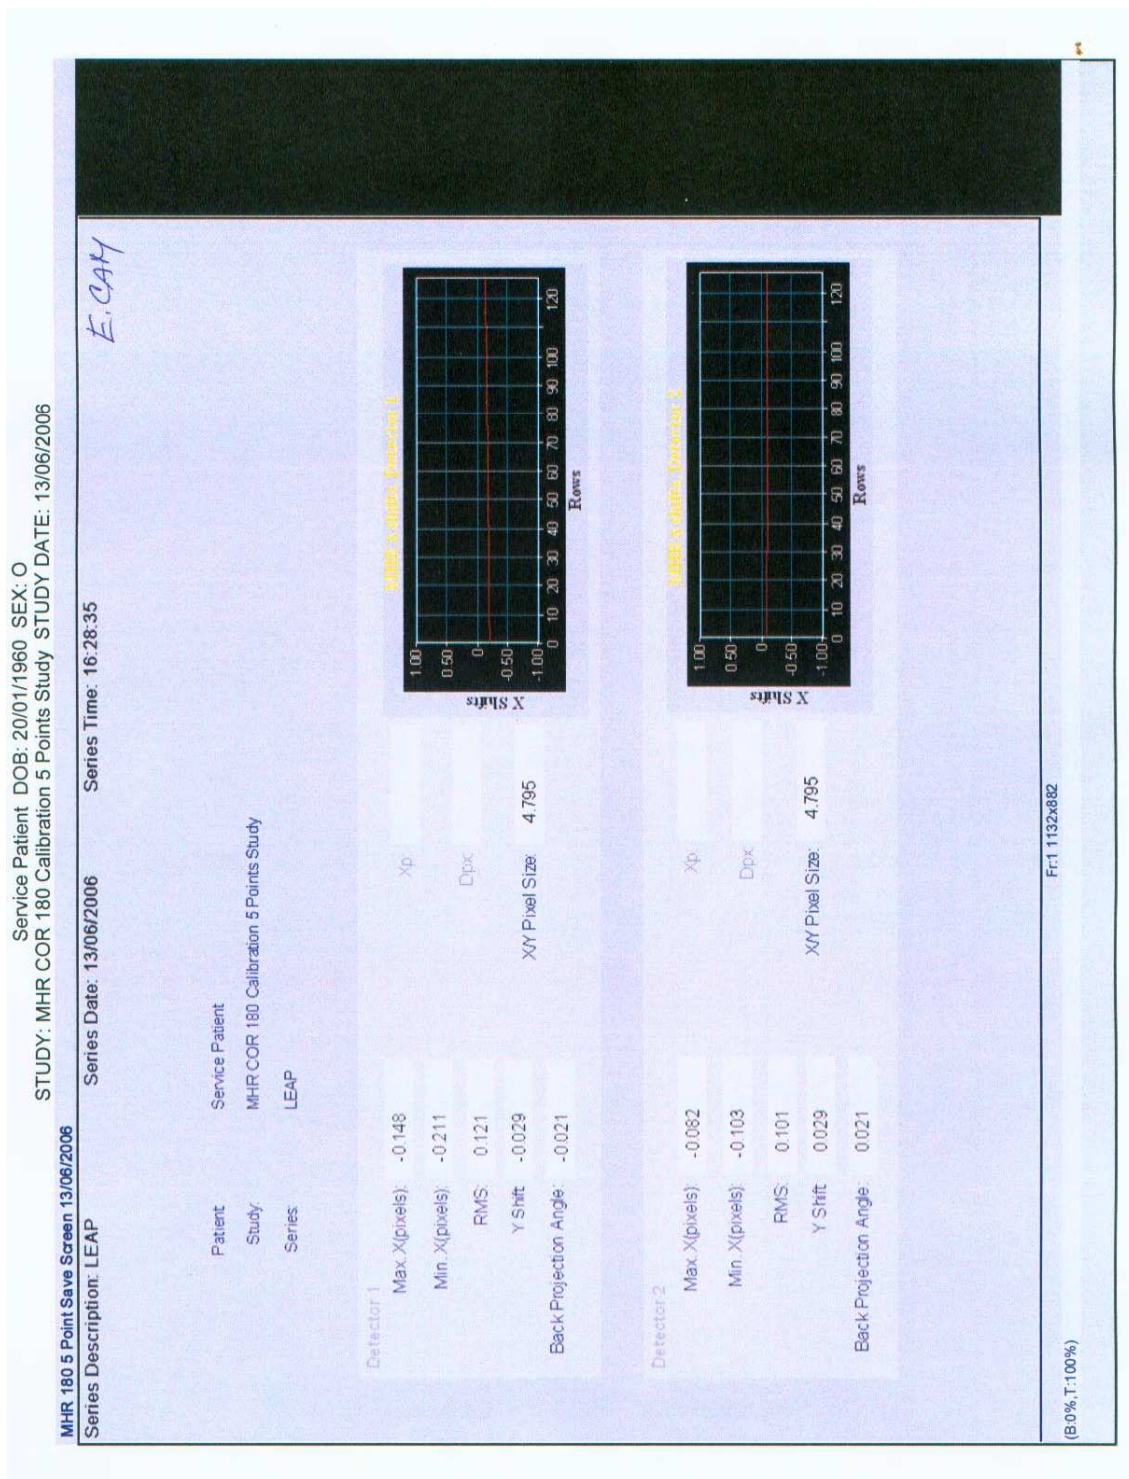 Service Patient DOB: 20/01/1960 SEX: O
STUDY: MHR COR 180 Calibration 5 Points Study STUDY DATE: 13/06/2006
MHR 180 5 Point Save Screen 13/06/2006
Series Description: LEAP Series Date: 13/06/2006 Series Time: 16:28:35
E.CAM
Patient Service Patient
Study: MHR COR 180 Calibration 5 Points Study
Series: LEAP
Detector 1
Max. X(pixels): -0.148
Min. X(pixels): -0.211
RMS: 0.121
Y Shift -0.029
Back Projection Angle: -0.021
Xp:
Dpx:
X/Y Pixel Size: 4.795
X Shifts
1.00
0.50
0
-0.50
-1.00
0 10 20 30 40 50 60 70 80 90 100 120
Rows
Detector 2
Max. X(pixels): -0.082
Min. X(pixels): -0.103
RMS: 0.101
Y Shift 0.029
Back Projection Angle: 0.021
Xp:
Dpx:
X/Y Pixel Size: 4.795
X Shifts
1.00
0.50
0
-0.50
-1.00
0 10 20 30 40 50 60 70 80 90 100 120
Rows
Fr:1 1132x882
(B:0%,T:100%)